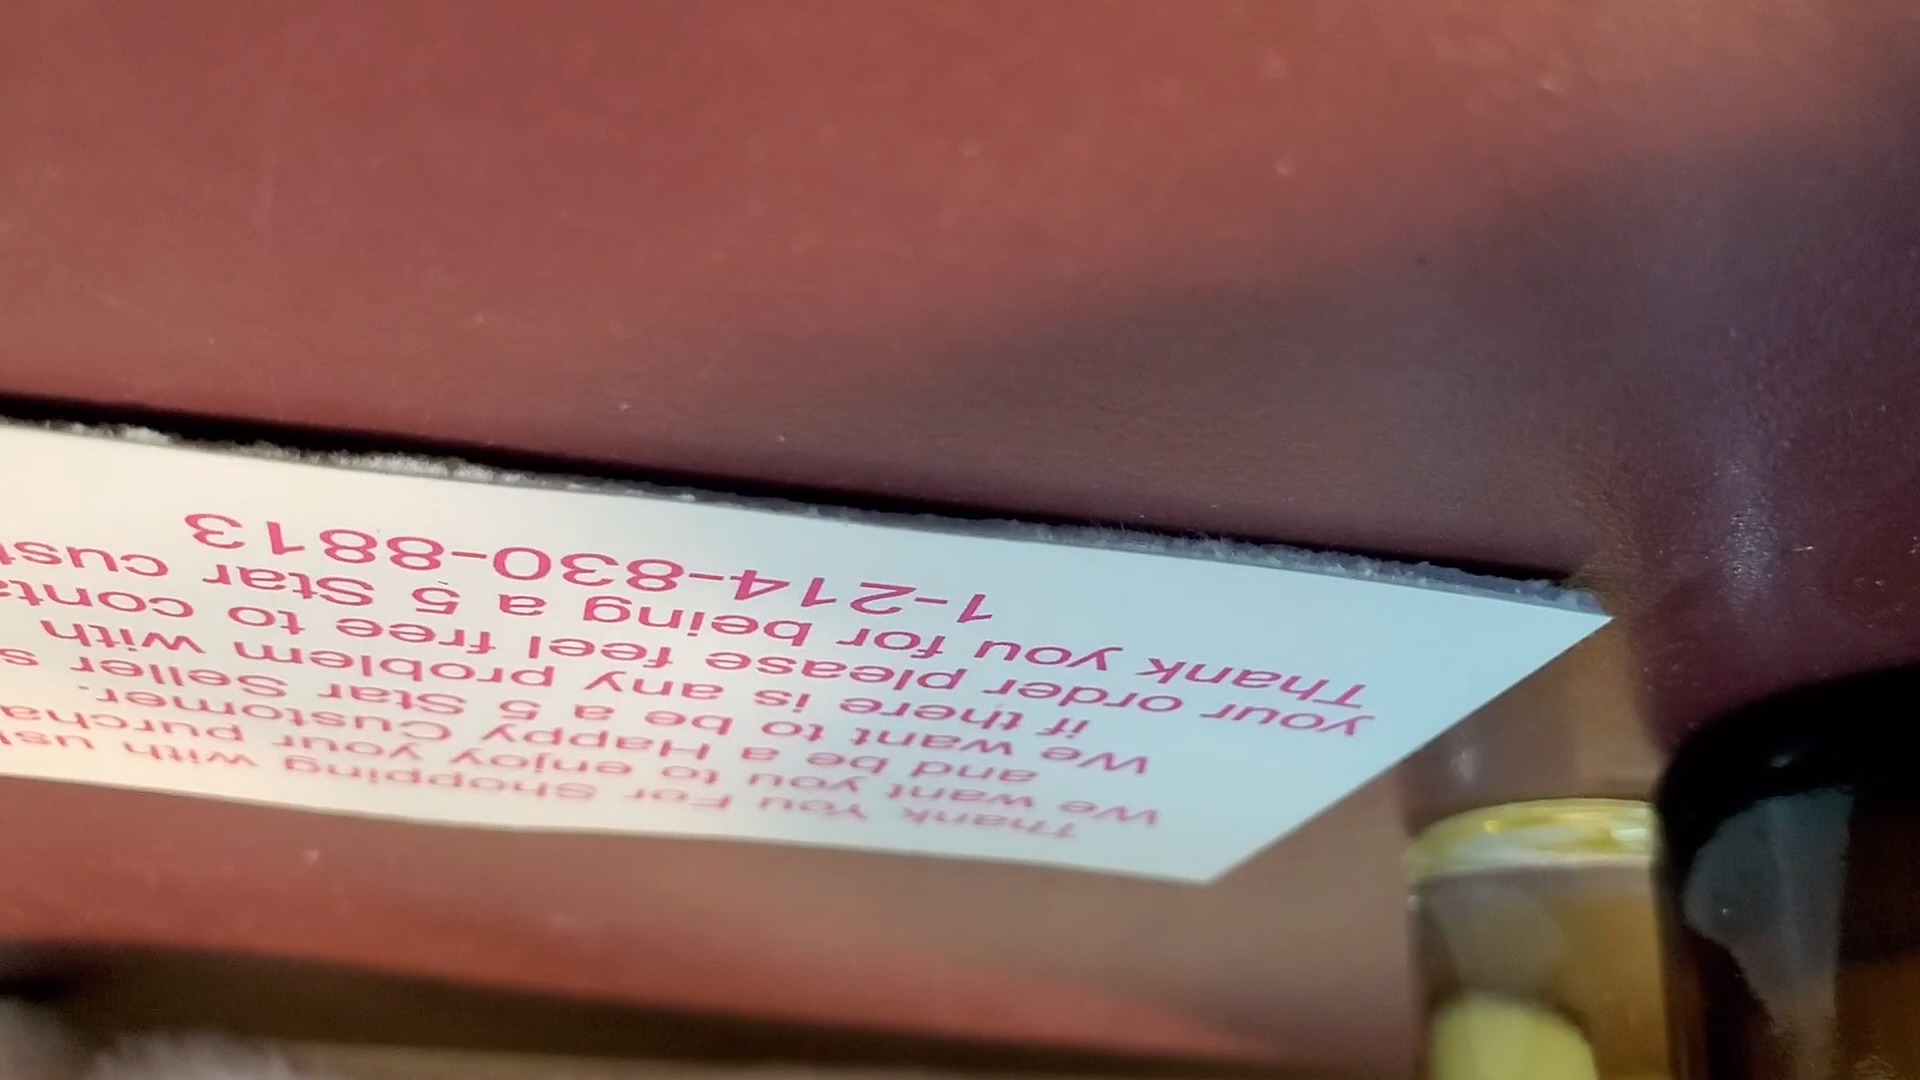 Thank You For Shopping with us
We want you to enjoy your purcha
and be a Happy Customer.
We want to be a 5 Star Seller s
if there is any problem with
your order please feel free to conta
Thank you for being a 5 Star cust
1-214-830-8813